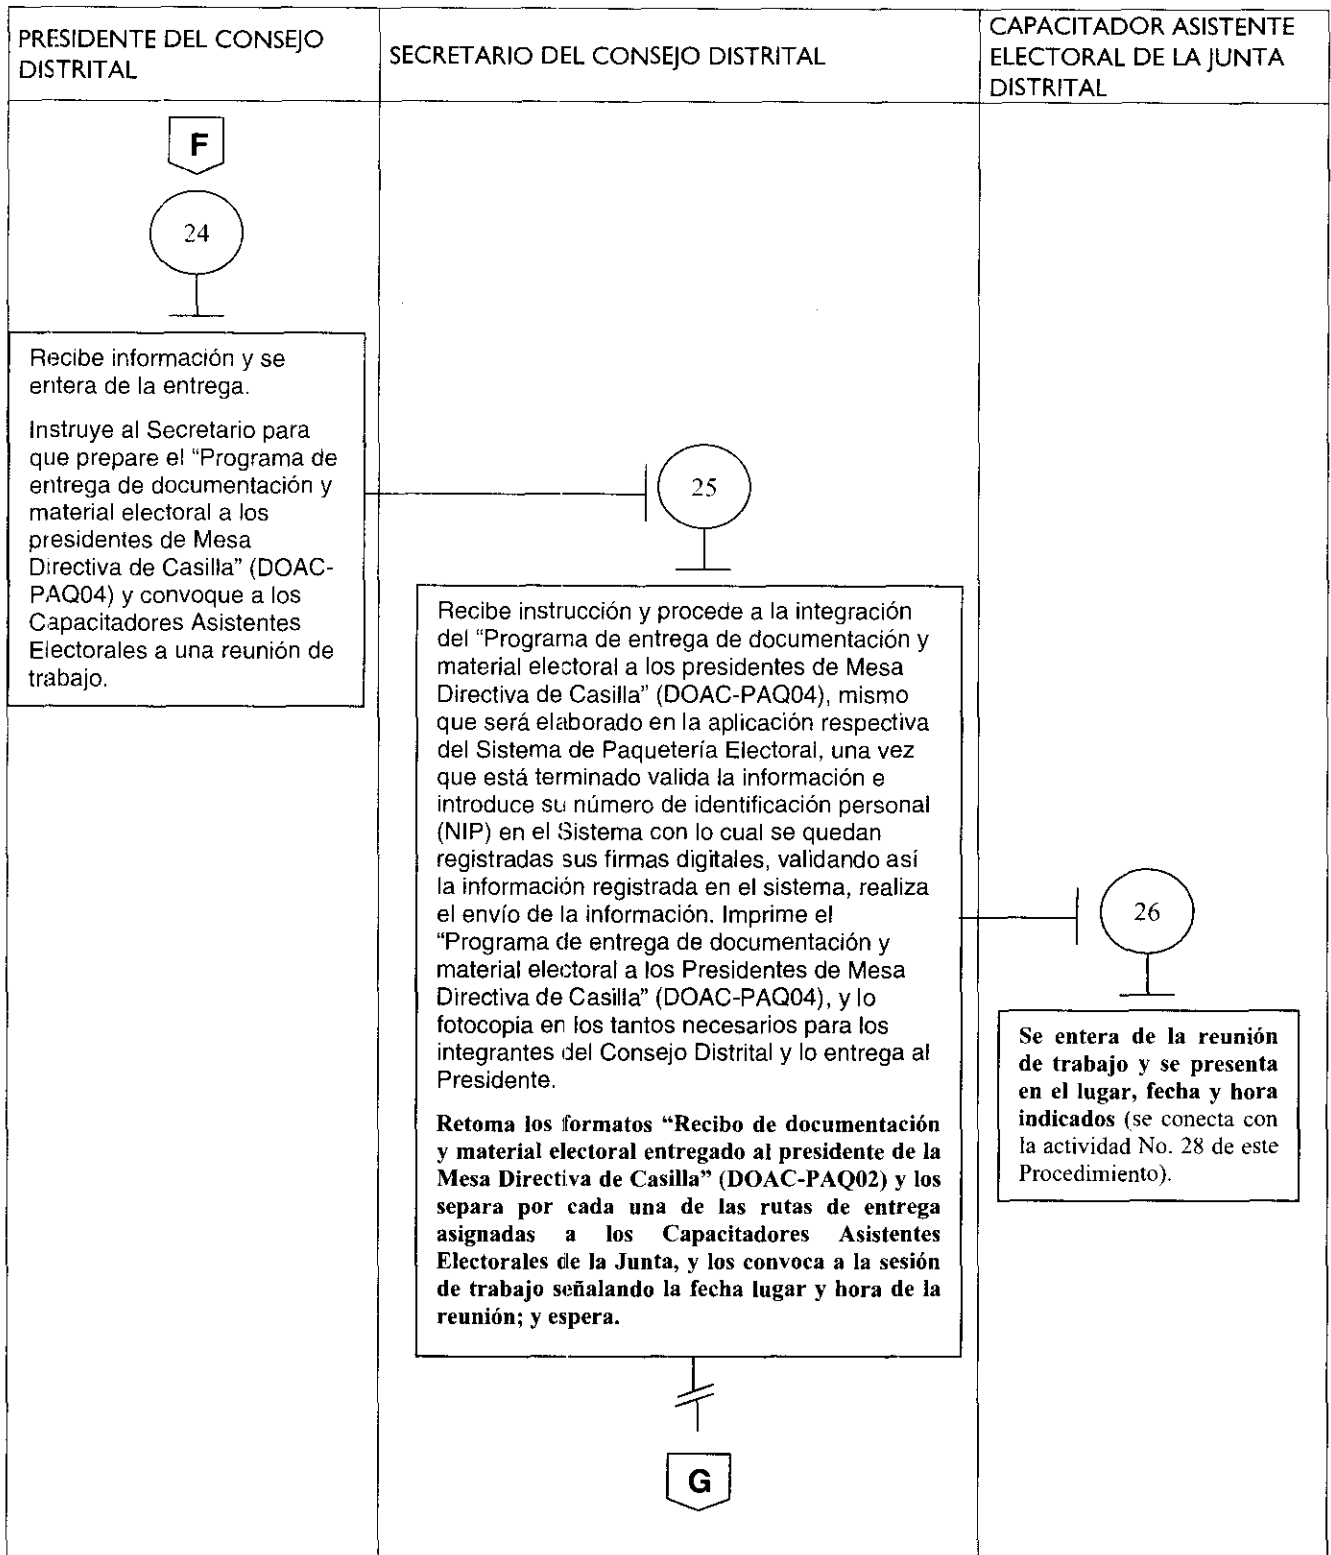 PRESIDENTE DEL CONSEJO
DISTRITAL
SECRETARIO DEL CONSEJO DISTRITAL
CAPACITADOR ASISTENTE
ELECTORAL DE LA JUNTA
DISTRITAL
F
24
Recibe información y se
entera de la entrega.
Instruye al Secretario para
que prepare el “Programa de
entrega de documentación y
material electoral a los
presidentes de Mesa
Directiva de Casilla” (DOAC-
PAQ04) y convoque a los
Capacitadores Asistentes
Electorales a una reunión de
trabajo.
25
Recibe instrucción y procede a la integración
del “Programa de entrega de documentación y
material electoral a los presidentes de Mesa
Directiva de Casilla” (DOAC-PAQ04), mismo
que será elaborado en la aplicación respectiva
del Sistema de Paquetería Electoral, una vez
que está terminado valida la información e
introduce su número de identificación personal
(NIP) en el Sistema con lo cual se quedan
registradas sus firmas digitales, validando así
la información registrada en el sistema, realiza
el envío de la información. Imprime el
“Programa de entrega de documentación y
material electoral a los Presidentes de Mesa
Directiva de Casilla” (DOAC-PAQ04), y lo
fotocopia en los tantos necesarios para los
integrantes del Consejo Distrital y lo entrega al
Presidente.
Retoma los formatos “Recibo de documentación
y material electoral entregado al presidente de la
Mesa Directiva de Casilla” (DOAC-PAQ02) y los
separa por cada una de las rutas de entrega
asignadas a los Capacitadores Asistentes
Electorales de la Junta, y los convoca a la sesión
de trabajo señalando la fecha lugar y hora de la
reunión; y espera.
26
Se entera de la reunión
de trabajo y se presenta
en el lugar, fecha y hora
indicados (se conecta con
la actividad No. 28 de este
Procedimiento).
G